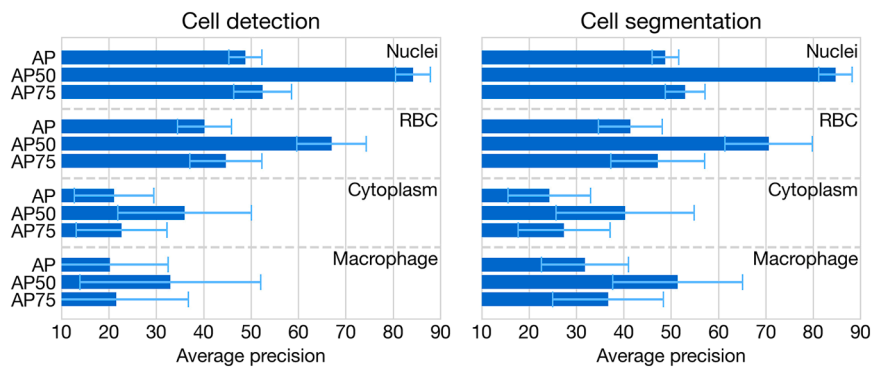 Cell detection
Nuclei
AP
AP50
AP75
RBC
AP
AP50
AP75
Cytoplasm
AP
AP50
AP75
Macrophage
AP
AP50
AP75
10 20 30 40 50 60 70 80 90
Average precision
Cell segmentation
Nuclei
RBC
Cytoplasm
Macrophage
10 20 30 40 50 60 70 80 90
Average precision